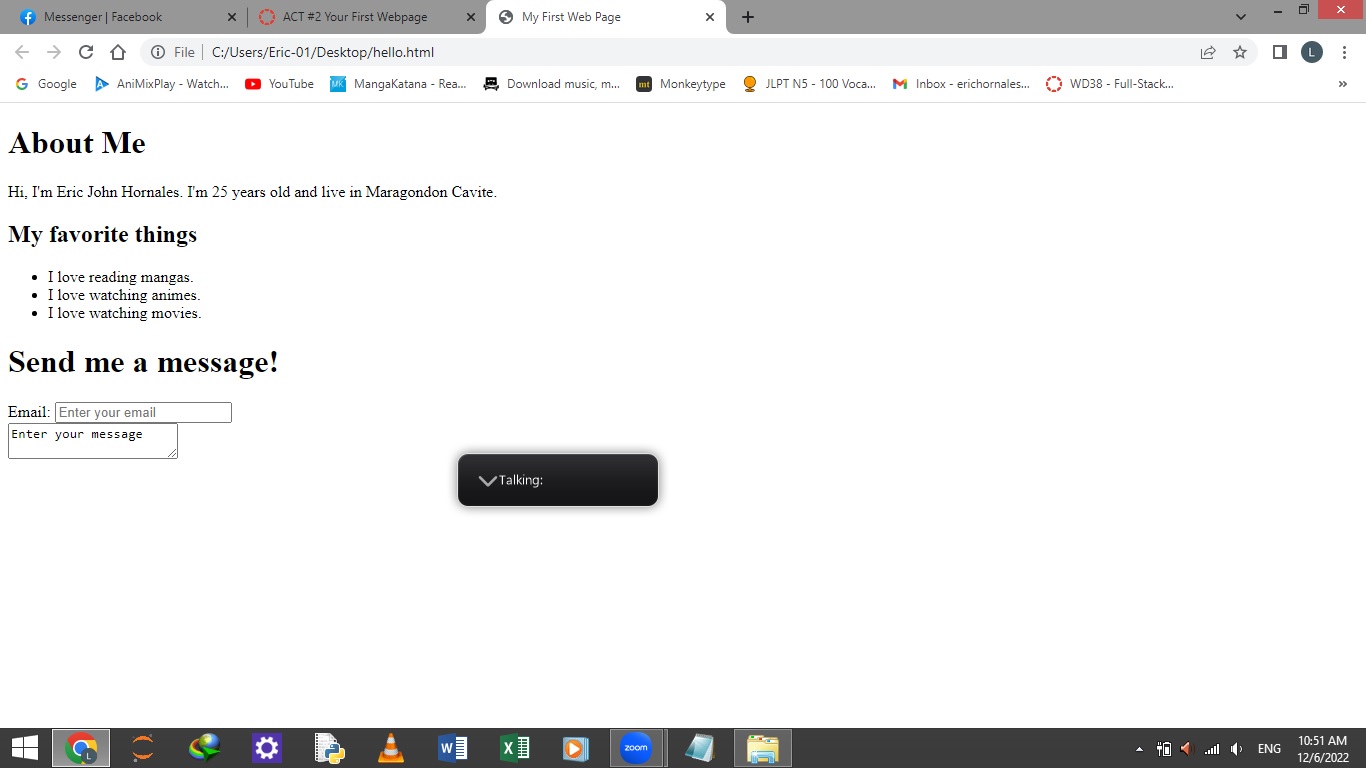 Messenger | Facebook
ACT #2 Your First Webpage
My First Web Page
File
C:/Users/Eric-01/Desktop/hello.html
L
Google
AniMixPlay - Watch...
YouTube
MK
MangaKatana - Rea...
Download music, m...
mt
Monkeytype
JLPT N5 - 100 Voca...
Inbox - erichornales...
WD38 - Full-Stack...
About Me
Hi, I'm Eric John Hornales. I'm 25 years old and live in Maragondon Cavite.
My favorite things
I love reading mangas.
I love watching animes.
I love watching movies.
Send me a message!
Email: Enter your email
Enter your message
Talking:
L
zoom
ENG
10:51 AM
12/6/2022